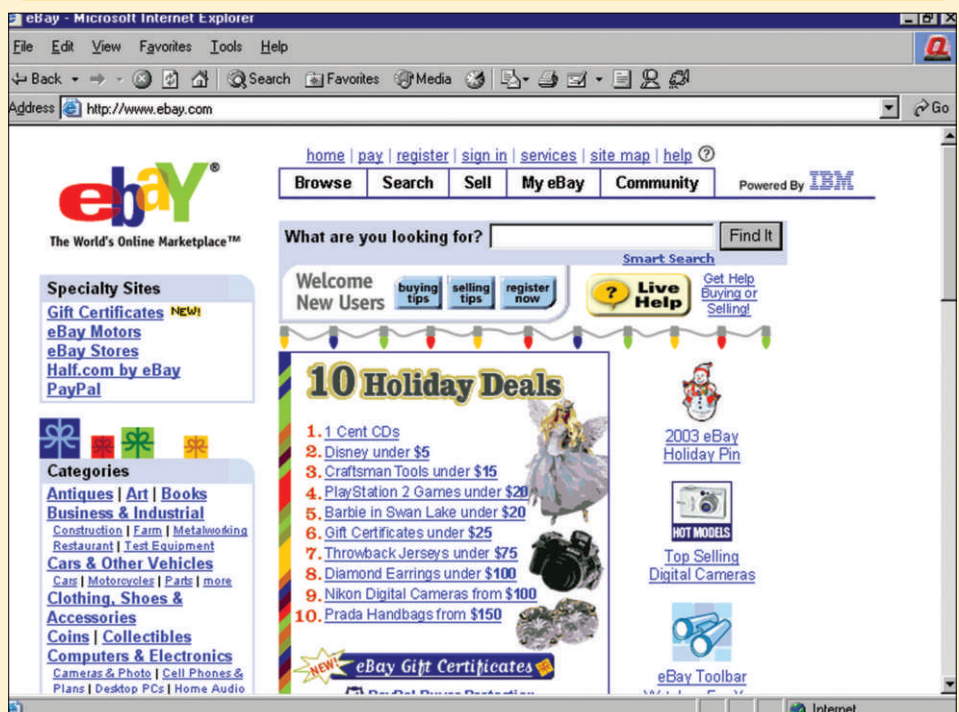 eBay - Microsoft Internet Explorer
File Edit View Favorites Tools Help
Back Search Favorites Media
Address http://www.ebay.com Go
home | pay | register | sign in | services | site map | help ?
Browse Search Sell My eBay Community Powered By IBM
ebaY®
The World's Online Marketplace™
What are you looking for? Find It
Smart Search
Welcome New Users
buying tips
selling tips
register now
? Live Help
Get Help Buying or Selling!
Specialty Sites
Gift Certificates NEW!
eBay Motors
eBay Stores
Half.com by eBay
PayPal
Categories
Antiques | Art | Books
Business & Industrial
Construction | Farm | Metalworking
Restaurant | Test Equipment
Cars & Other Vehicles
Cars | Motorcycles | Parts | more
Clothing, Shoes &
Accessories
Coins | Collectibles
Computers & Electronics
Cameras & Photo | Cell Phones &
Plans | Desktop PCs | Home Audio
10 Holiday Deals
1. 1 Cent CDs
2. Disney under $5
3. Craftsman Tools under $15
4. PlayStation 2 Games under $20
5. Barbie in Swan Lake under $20
6. Gift Certificates under $25
7. Throwback Jerseys under $75
8. Diamond Earrings under $100
9. Nikon Digital Cameras from $100
10. Prada Handbags from $150
NEW! eBay Gift Certificates
PayPal Buyer Protection
2003 eBay
Holiday Pin
HOT MODELS
Top Selling
Digital Cameras
eBay Toolbar
Internet